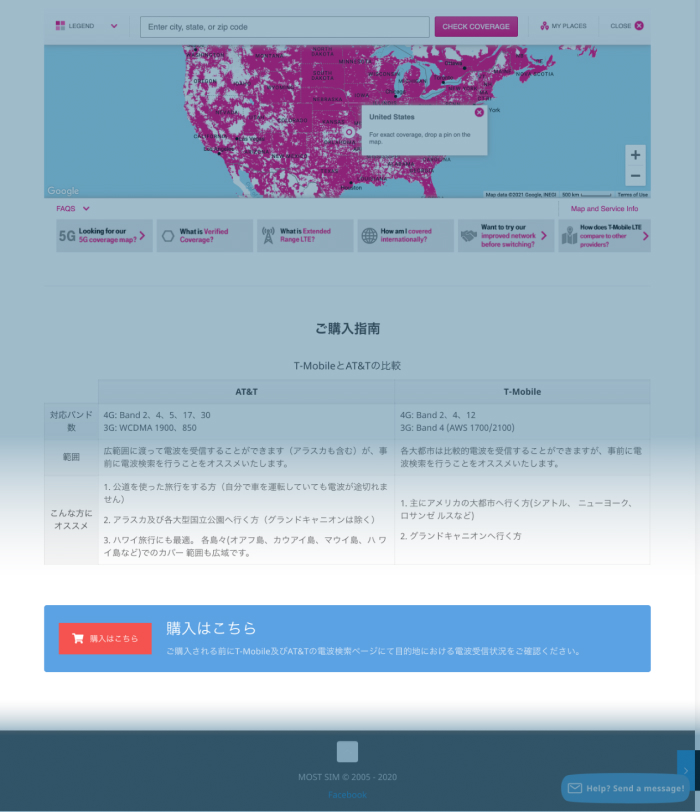 LEGEND
Enter city, state, or zip code
CHECK COVERAGE
MY PLACES
CLOSE
United States
For exact coverage, drop a pin on the
map.
York
NOVA SCOTIA
Google
Map data ©2021 Google, INEGI
500 km
Terms of Use
FAQS
Map and Service Info
5G
Looking for our
5G coverage map?
What is Verified
Coverage?
What is Extended
Range LTE?
How am I covered
internationally?
Want to try our
improved network
before switching?
How does T-Mobile LTE
compare to other
providers?
ご購入指南
T-MobileとAT&Tの比較
AT&T
T-Mobile
対応バンド
数
4G: Band 2、4、5、17、30
3G: WCDMA 1900、850
4G: Band 2、4、12
3G: Band 4 (AWS 1700/2100)
範囲
広範囲に渡って電波を受信することができます（アラスカも含む）が、事
前に電波検索を行うことをオススメいたします。
各大都市は比較的電波を受信することができますが、事前に電
波検索を行うことをオススメいたします。
こんな方に
オススメ
1. 公道を使った旅行をする方（自分で車を運転していても電波が途切れま
せん）
2. アラスカ及び各大型国立公園へ行く方（グランドキャニオンは除く）
3. ハワイ旅行にも最適。 各島々(オアフ島、カウアイ島、マウイ島、ハ ワ
イ島など)でのカバー 範囲も広域です。
1. 主にアメリカの大都市へ行く方(シアトル、 ニューヨーク、
ロサンゼ ルスなど)
2. グランドキャニオンへ行く方
購入はこちら
購入はこちら
ご購入される前にT-Mobile及びAT&Tの電波検索ページにて目的地における電波受信状況をご確認ください。
MOST SIM © 2005 - 2020
Facebook
Help? Send a message!